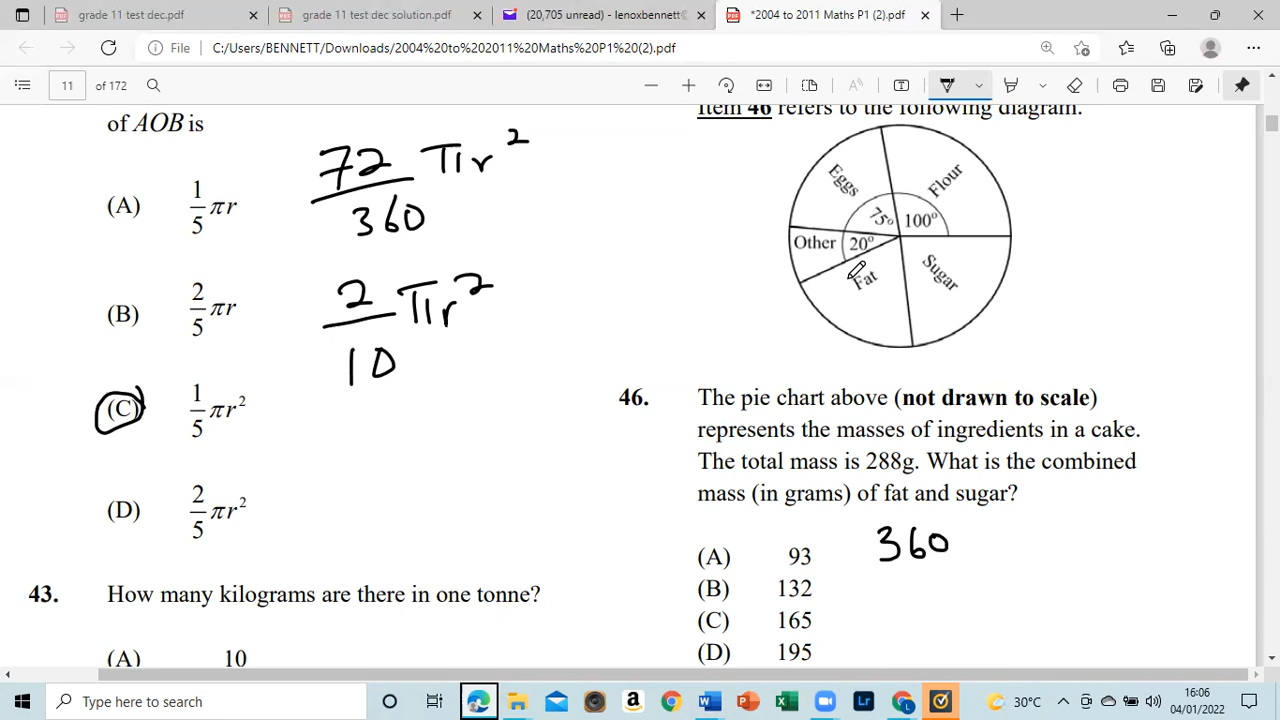 grade 11 test dec.pdf
grade 11 test dec solution.pdf
(20,705 unread) - lenoxbennett
*2004 to 2011 Maths P1 (2).pdf
File
C:/Users/BENNETT/Downloads/2004%20to%202011%20Maths%20P1%20(2).pdf
11 of 172
of AOB is
72/360 πr²
(A) 1/5 πr
(B) 2/5 πr
2/10 πr²
(C) 1/5 πr²
(D) 2/5 πr²
43. How many kilograms are there in one tonne?
(A) 10
Item 46 refers to the following diagram.
Eggs
Flour
75° 100°
Other 20°
Fat
Sugar
46. The pie chart above (not drawn to scale)
represents the masses of ingredients in a cake.
The total mass is 288g. What is the combined
mass (in grams) of fat and sugar?
360
(A) 93
(B) 132
(C) 165
(D) 195
Type here to search
30°C
16:06
04/01/2022